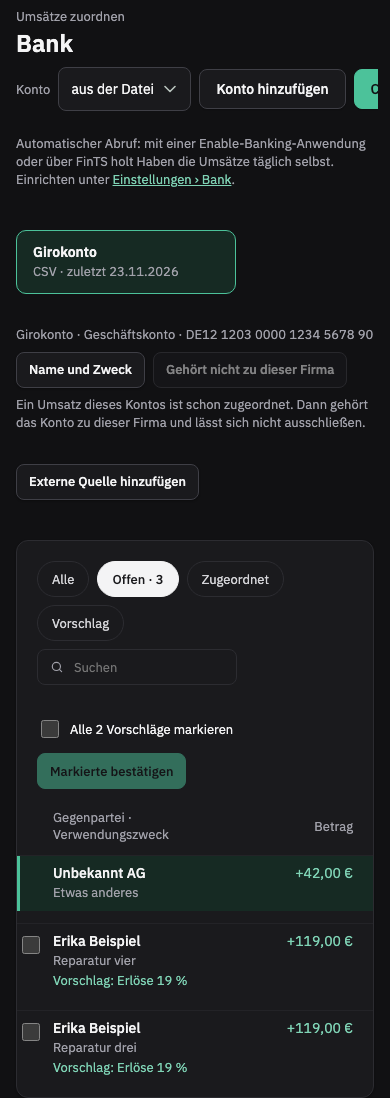 Umsätze zuordnen
Bank
Konto aus der Datei Konto hinzufügen
Automatischer Abruf: mit einer Enable-Banking-Anwendung
oder über FinTS holt Haben die Umsätze täglich selbst.
Einrichten unter Einstellungen › Bank.
Girokonto
CSV · zuletzt 23.11.2026
Girokonto · Geschäftskonto · DE12 1203 0000 1234 5678 90
Name und Zweck Gehört nicht zu dieser Firma
Ein Umsatz dieses Kontos ist schon zugeordnet. Dann gehört
das Konto zu dieser Firma und lässt sich nicht ausschließen.
Externe Quelle hinzufügen
Alle Offen · 3 Zugeordnet
Vorschlag
Suchen
Alle 2 Vorschläge markieren
Markierte bestätigen
Gegenpartei ·
Verwendungszweck Betrag
Unbekannt AG +42,00 €
Etwas anderes
Erika Beispiel +119,00 €
Reparatur vier
Vorschlag: Erlöse 19 %
Erika Beispiel +119,00 €
Reparatur drei
Vorschlag: Erlöse 19 %